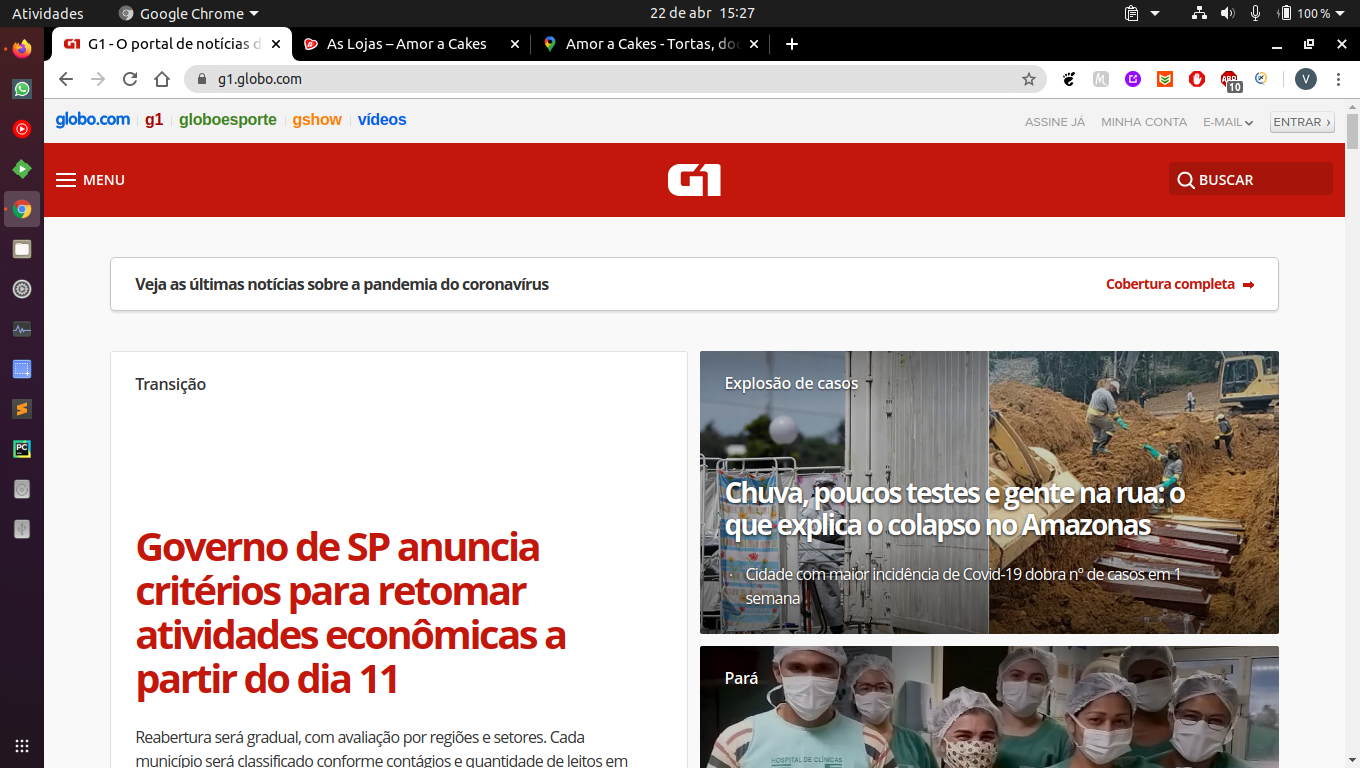 Atividades
Google Chrome
22 de abr 15:27
100 %
G1 - O portal de notícias d
As Lojas – Amor a Cakes
Amor a Cakes - Tortas, doc
g1.globo.com
ABP
10
V
globo.com
g1
globoesporte
gshow
vídeos
ASSINE JÁ
MINHA CONTA
E-MAIL
ENTRAR ›
MENU
G1
BUSCAR
Veja as últimas notícias sobre a pandemia do coronavírus
Cobertura completa
Transição
Governo de SP anuncia
critérios para retomar
atividades econômicas a
partir do dia 11
Reabertura será gradual, com avaliação por regiões e setores. Cada
município será classificado conforme contágios e quantidade de leitos em
Explosão de casos
Chuva, poucos testes e gente na rua: o
que explica o colapso no Amazonas
· Cidade com maior incidência de Covid-19 dobra nº de casos em 1
semana
Pará
HOSPITAL DE CLÍNICAS
PC